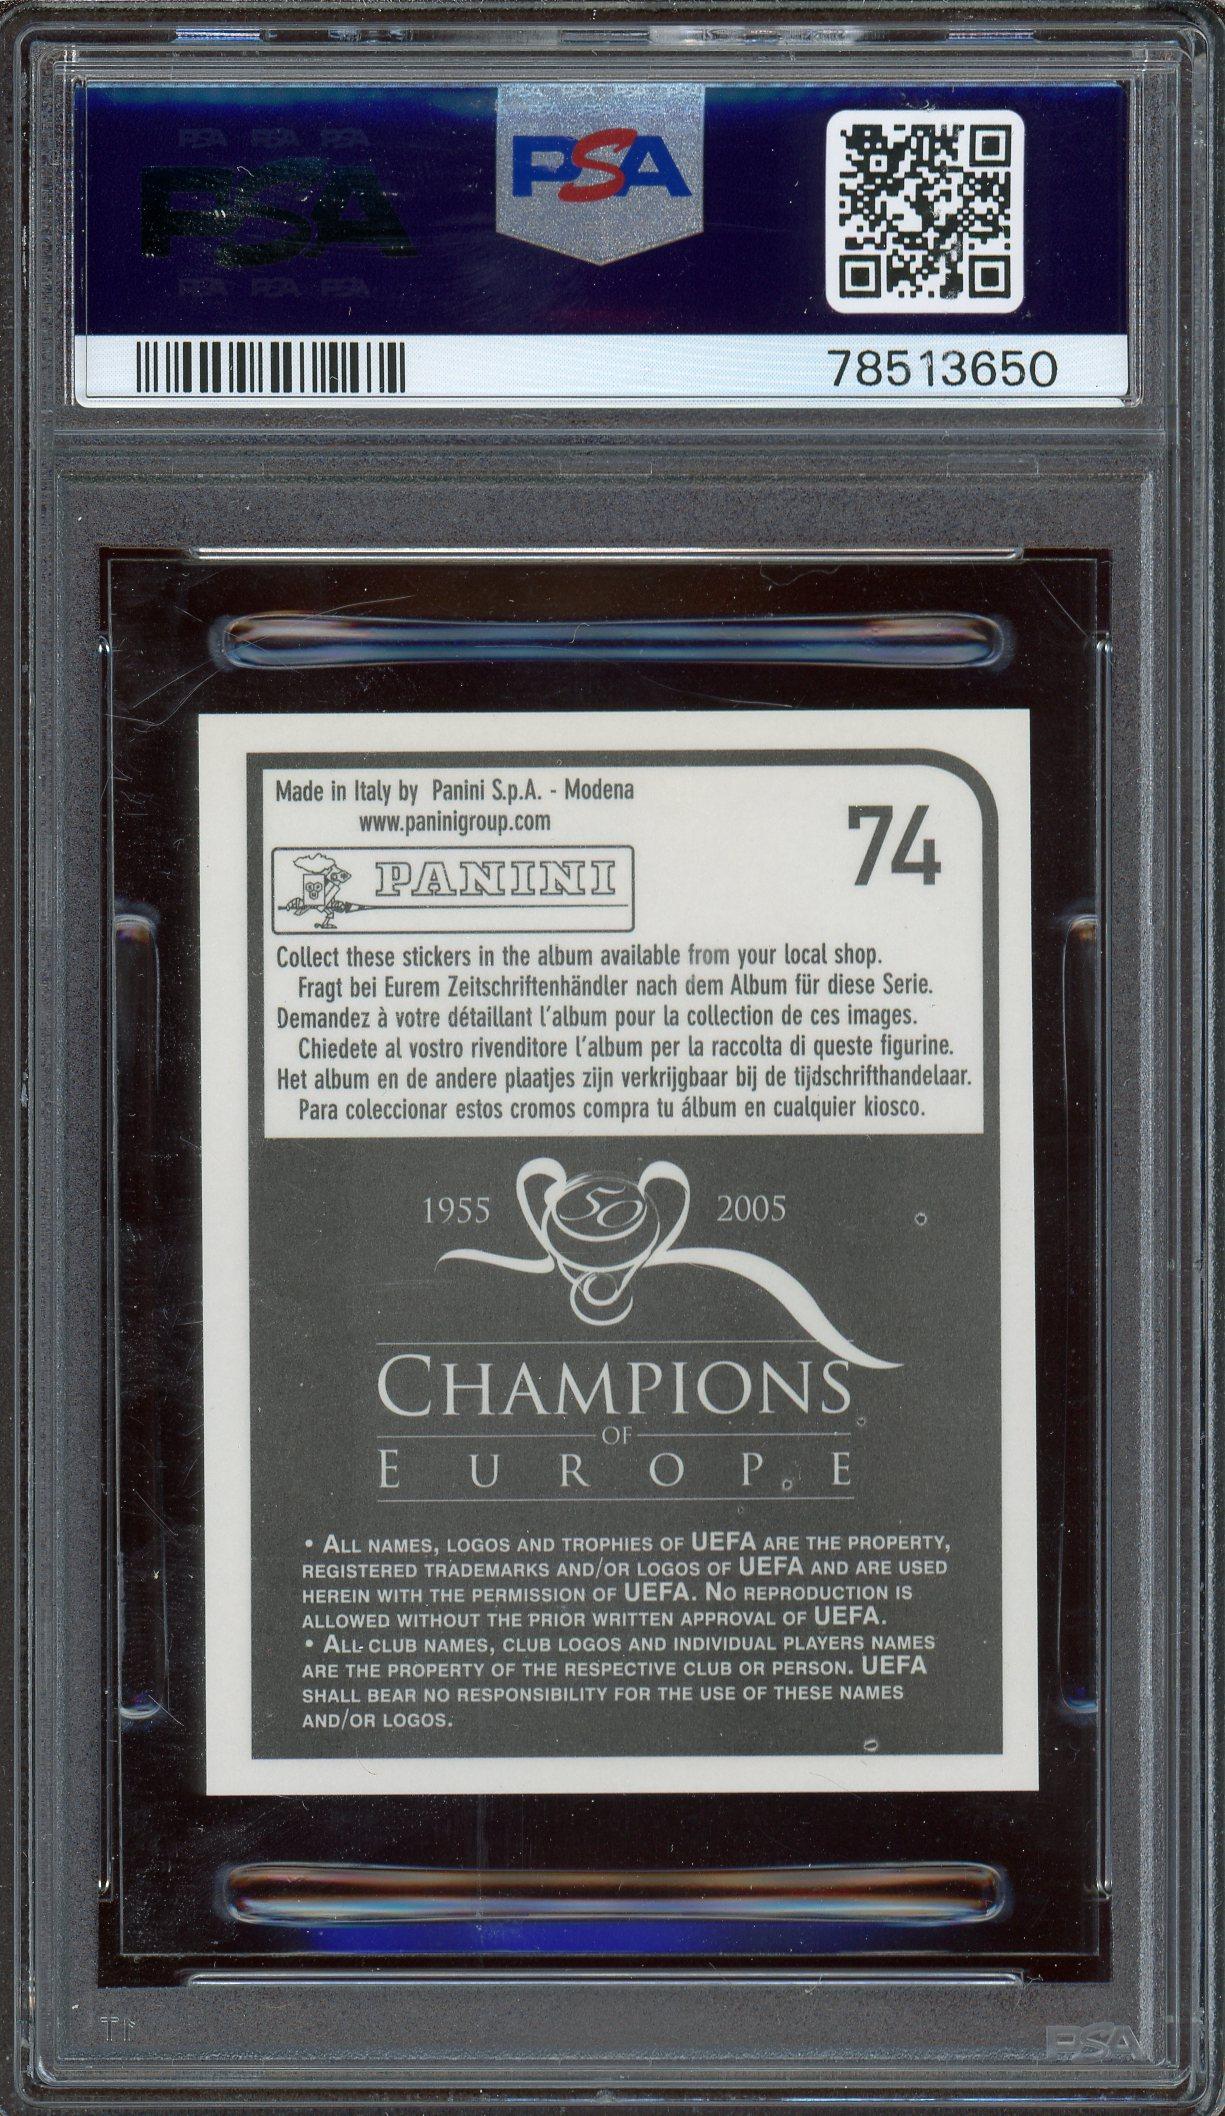 PSA PSA PSA
PSA
PSA PSA PSA
PSA
78513650
Made in Italy by Panini S.p.A. - Modena
www.paninigroup.com
74
PANINI
Collect these stickers in the album available from your local shop.
Fragt bei Eurem Zeitschriftenhändler nach dem Album für diese Serie.
Demandez à votre détaillant l'album pour la collection de ces images.
Chiedete al vostro rivenditore l'album per la raccolta di queste figurine.
Het album en de andere plaatjes zijn verkrijgbaar bij de tijdschrifthandelaar.
Para coleccionar estos cromos compra tu álbum en cualquier kiosco.
1955 50 2005
CHAMPIONS
OF
EUROPE
• ALL NAMES, LOGOS AND TROPHIES OF UEFA ARE THE PROPERTY,
REGISTERED TRADEMARKS AND/OR LOGOS OF UEFA AND ARE USED
HEREIN WITH THE PERMISSION OF UEFA. NO REPRODUCTION IS
ALLOWED WITHOUT THE PRIOR WRITTEN APPROVAL OF UEFA.
• ALL CLUB NAMES, CLUB LOGOS AND INDIVIDUAL PLAYERS NAMES
ARE THE PROPERTY OF THE RESPECTIVE CLUB OR PERSON. UEFA
SHALL BEAR NO RESPONSIBILITY FOR THE USE OF THESE NAMES
AND/OR LOGOS.
PSA